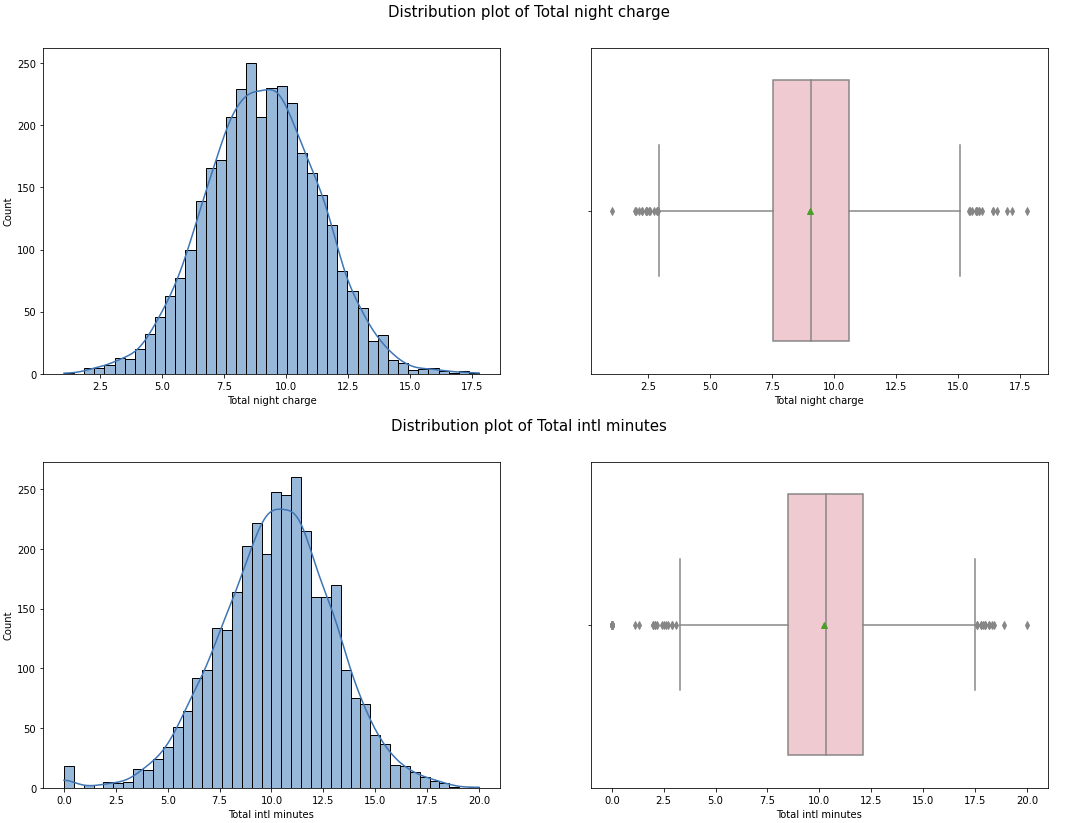 Distribution plot of Total night charge
250
200
150
100
50
0
Count
2.5 5.0 7.5 10.0 12.5 15.0 17.5
Total night charge
2.5 5.0 7.5 10.0 12.5 15.0 17.5
Total night charge
Distribution plot of Total intl minutes
250
200
150
100
50
0
Count
0.0 2.5 5.0 7.5 10.0 12.5 15.0 17.5 20.0
Total intl minutes
0.0 2.5 5.0 7.5 10.0 12.5 15.0 17.5 20.0
Total intl minutes